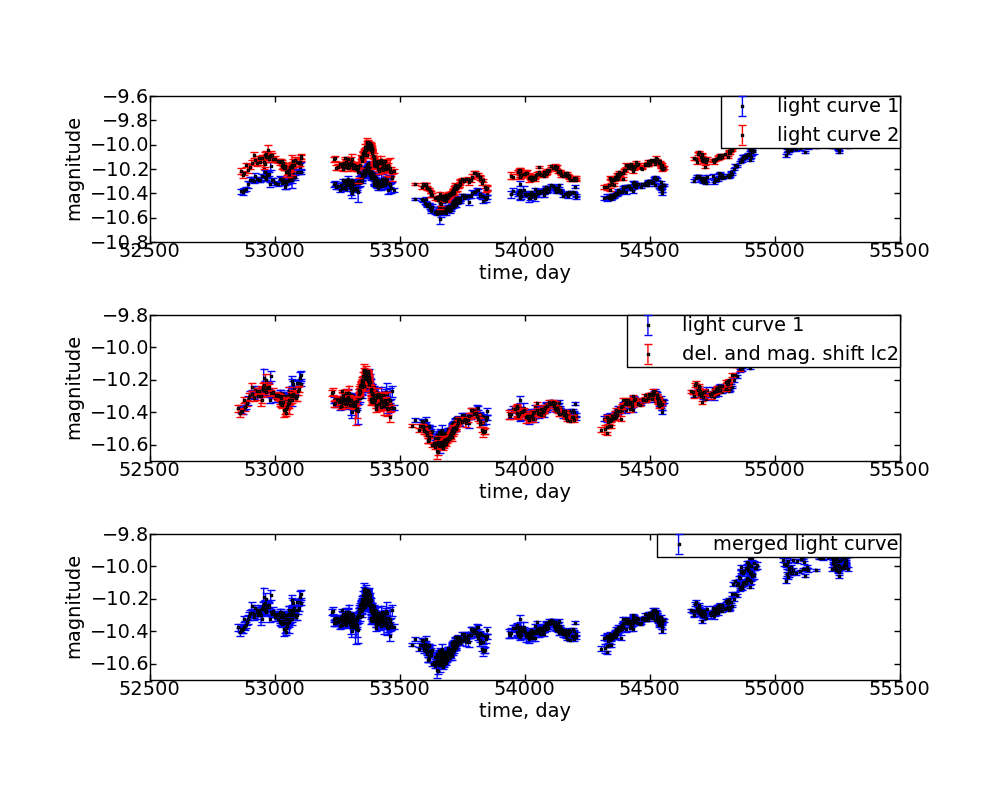 −9.6
light curve 1
−9.8
light curve 2
−10.0
−10.2
−10.4
−10.6
−10.8
magnitude
52500 53000 53500 54000 54500 55000 55500
time, day
−9.8
light curve 1
−10.0
del. and mag. shift lc2
−10.2
−10.4
−10.6
magnitude
52500 53000 53500 54000 54500 55000 55500
time, day
−9.8
merged light curve
−10.0
−10.2
−10.4
−10.6
magnitude
52500 53000 53500 54000 54500 55000 55500
time, day